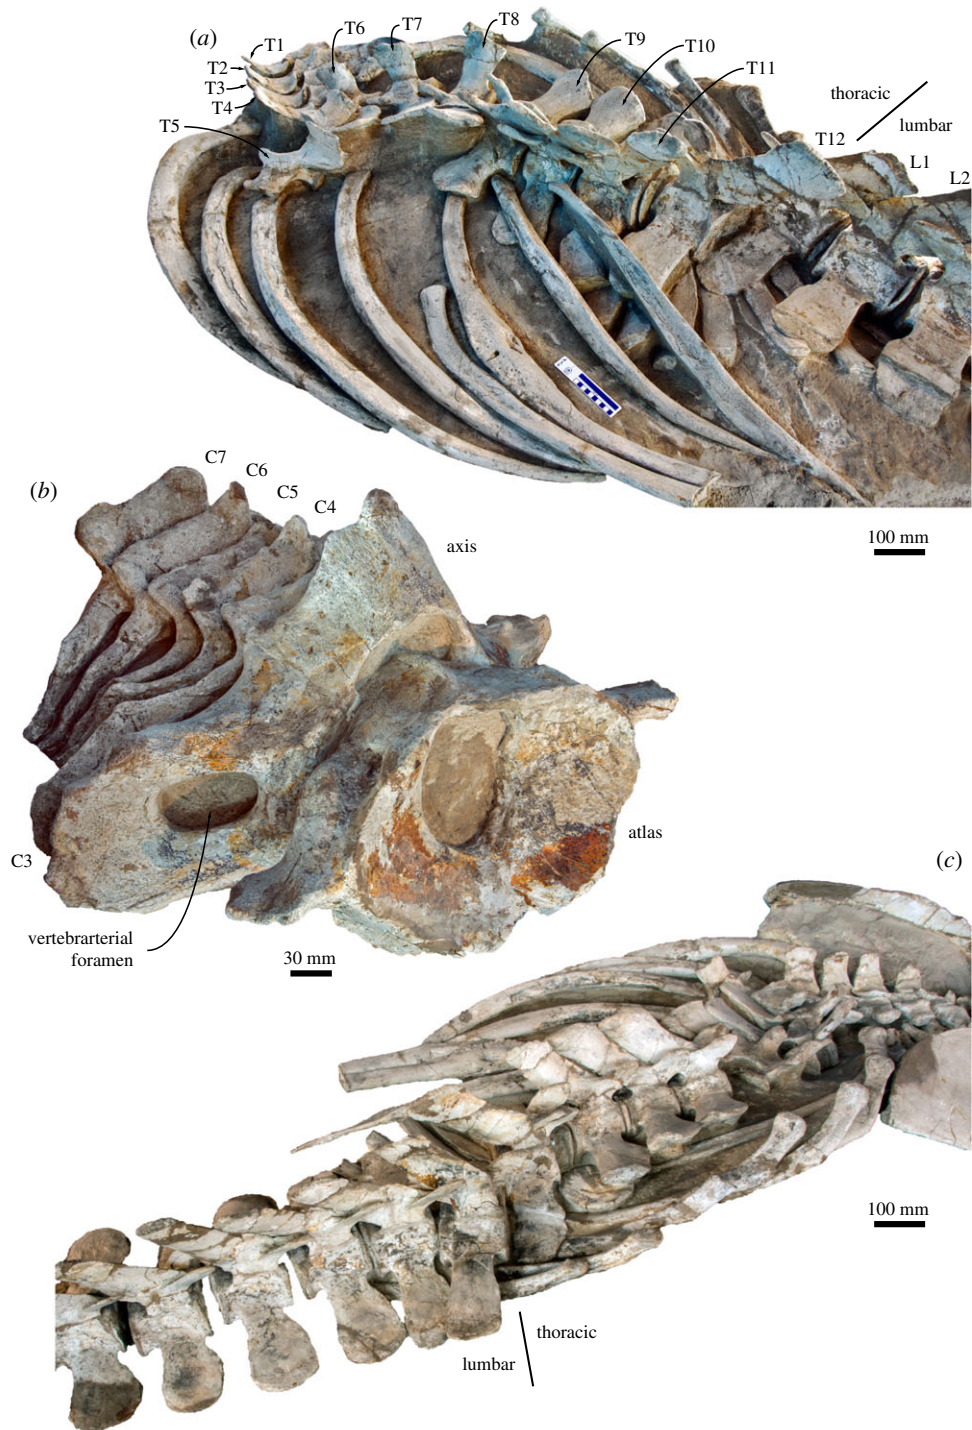 (a)
T1
T2
T3
T4
T5
T6
T7
T8
T9
T10
T11
thoracic
lumbar
T12
L1
L2
100 mm
(b)
C7
C6
C5
C4
axis
atlas
C3
vertebrarterial
foramen
30 mm
(c)
100 mm
thoracic
lumbar